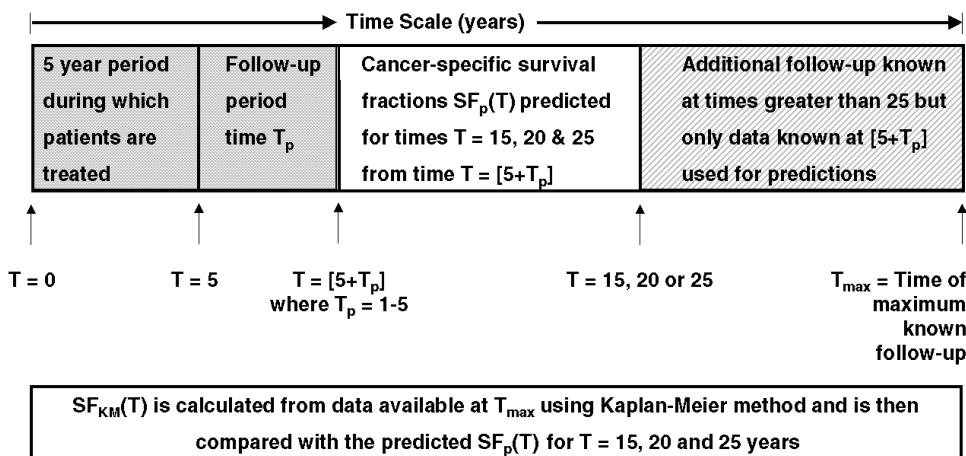 Time Scale (years)
5 year period
during which
patients are
treated
Follow-up
period
time Tp
Cancer-specific survival
fractions SFp(T) predicted
for times T = 15, 20 & 25
from time T = [5+Tp]
Additional follow-up known
at times greater than 25 but
only data known at [5+Tp]
used for predictions
T = 0
T = 5
T = [5+Tp]
where Tp = 1-5
T = 15, 20 or 25
Tmax = Time of
maximum
known
follow-up
SFKM(T) is calculated from data available at Tmax using Kaplan-Meier method and is then
compared with the predicted SFp(T) for T = 15, 20 and 25 years